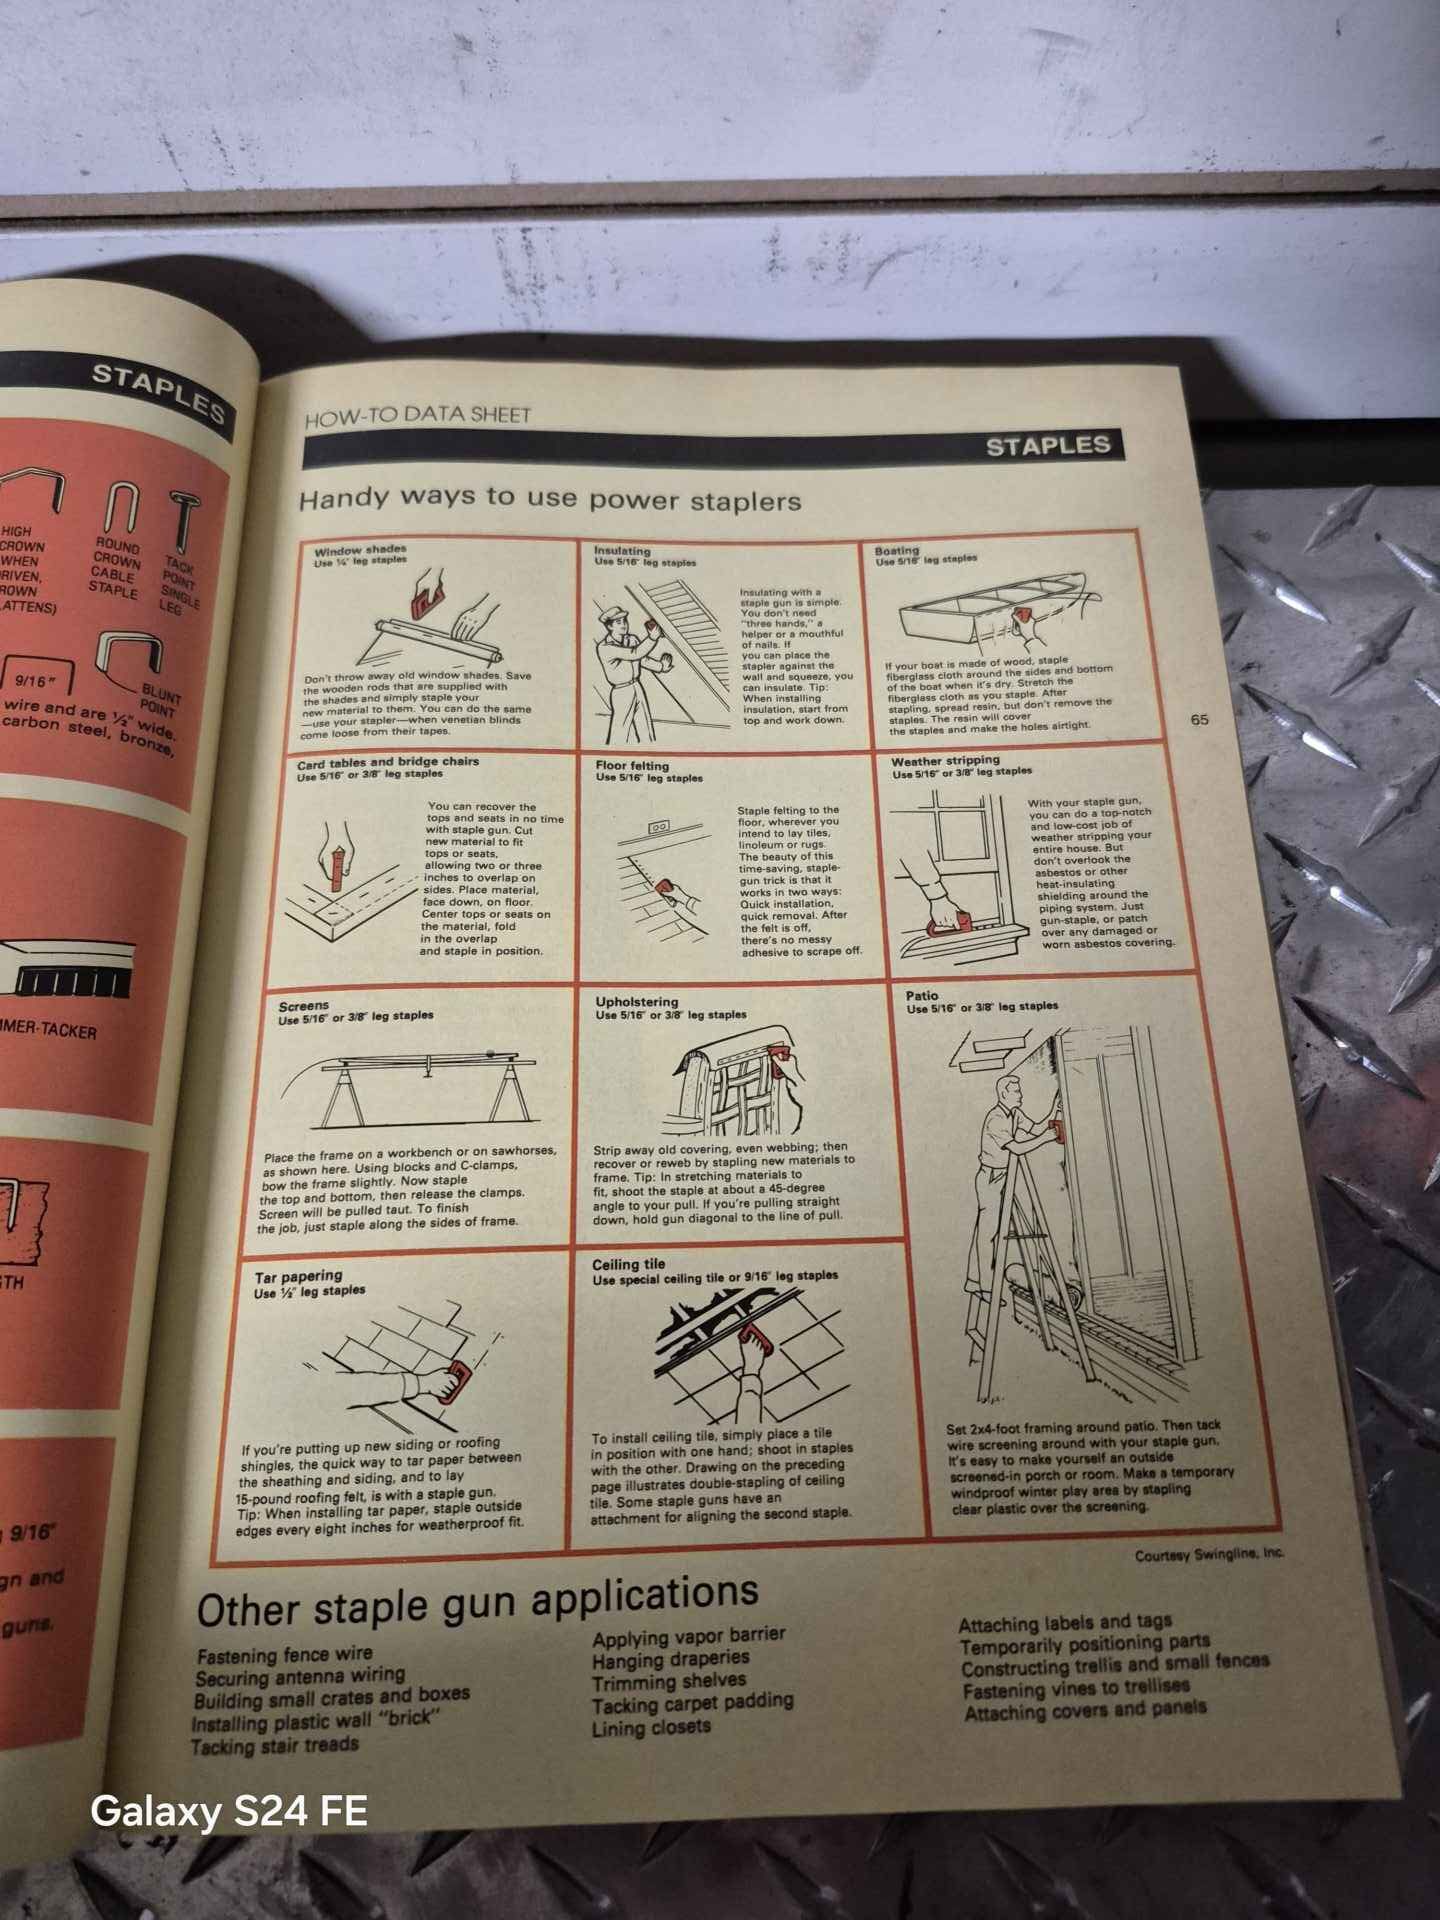 STAPLES
HIGH
CROWN
WHEN
RIVEN,
ROWN
LATTENS)
ROUND
CROWN
CABLE
STAPLE
TACK
POINT
SINGLE
LEG
9/16"
BLUNT
POINT
wire and are ½" wide.
carbon steel, bronze,
MMER-TACKER
GTH
9/16"
gn and
guns.
HOW-TO DATA SHEET
STAPLES
Handy ways to use power staplers
Window shades
Use ¼" leg staples
Don't throw away old window shades. Save
the wooden rods that are supplied with
the shades and simply staple your
new material to them. You can do the same
—use your stapler—when venetian blinds
come loose from their tapes.
Insulating
Use 5/16" leg staples
Insulating with a
staple gun is simple.
You don't need
"three hands," a
helper or a mouthful
of nails. If
you can place the
stapler against the
wall and squeeze, you
can insulate. Tip:
When installing
insulation, start from
top and work down.
Boating
Use 5/16" leg staples
If your boat is made of wood, staple
fiberglass cloth around the sides and bottom
of the boat when it's dry. Stretch the
fiberglass cloth as you staple. After
stapling, spread resin, but don't remove the
staples. The resin will cover
the staples and make the holes airtight.
65
Card tables and bridge chairs
Use 5/16" or 3/8" leg staples
You can recover the
tops and seats in no time
with staple gun. Cut
new material to fit
tops or seats,
allowing two or three
inches to overlap on
sides. Place material,
face down, on floor.
Center tops or seats on
the material, fold
in the overlap
and staple in position.
Floor felting
Use 5/16" leg staples
Staple felting to the
floor, wherever you
intend to lay tiles,
linoleum or rugs.
The beauty of this
time-saving, staple-
gun trick is that it
works in two ways:
Quick installation,
quick removal. After
the felt is off,
there's no messy
adhesive to scrape off.
Weather stripping
Use 5/16" or 3/8" leg staples
With your staple gun,
you can do a top-notch
and low-cost job of
weather stripping your
entire house. But
don't overlook the
asbestos or other
heat-insulating
shielding around the
piping system. Just
gun-staple, or patch
over any damaged or
worn asbestos covering.
Screens
Use 5/16" or 3/8" leg staples
Place the frame on a workbench or on sawhorses,
as shown here. Using blocks and C-clamps,
bow the frame slightly. Now staple
the top and bottom, then release the clamps.
Screen will be pulled taut. To finish
the job, just staple along the sides of frame.
Upholstering
Use 5/16" or 3/8" leg staples
Strip away old covering, even webbing; then
recover or reweb by stapling new materials to
frame. Tip: In stretching materials to
fit, shoot the staple at about a 45-degree
angle to your pull. If you're pulling straight
down, hold gun diagonal to the line of pull.
Patio
Use 5/16" or 3/8" leg staples
Set 2x4-foot framing around patio. Then tack
wire screening around with your staple gun.
It's easy to make yourself an outside
screened-in porch or room. Make a temporary
windproof winter play area by stapling
clear plastic over the screening.
Tar papering
Use ½" leg staples
If you're putting up new siding or roofing
shingles, the quick way to tar paper between
the sheathing and siding, and to lay
15-pound roofing felt, is with a staple gun.
Tip: When installing tar paper, staple outside
edges every eight inches for weatherproof fit.
Ceiling tile
Use special ceiling tile or 9/16" leg staples
To install ceiling tile, simply place a tile
in position with one hand; shoot in staples
with the other. Drawing on the preceding
page illustrates double-stapling of ceiling
tile. Some staple guns have an
attachment for aligning the second staple.
Courtesy Swingline, Inc.
Other staple gun applications
Fastening fence wire
Securing antenna wiring
Building small crates and boxes
Installing plastic wall "brick"
Tacking stair treads
Applying vapor barrier
Hanging draperies
Trimming shelves
Tacking carpet padding
Lining closets
Attaching labels and tags
Temporarily positioning parts
Constructing trellis and small fences
Fastening vines to trellises
Attaching covers and panels
Galaxy S24 FE